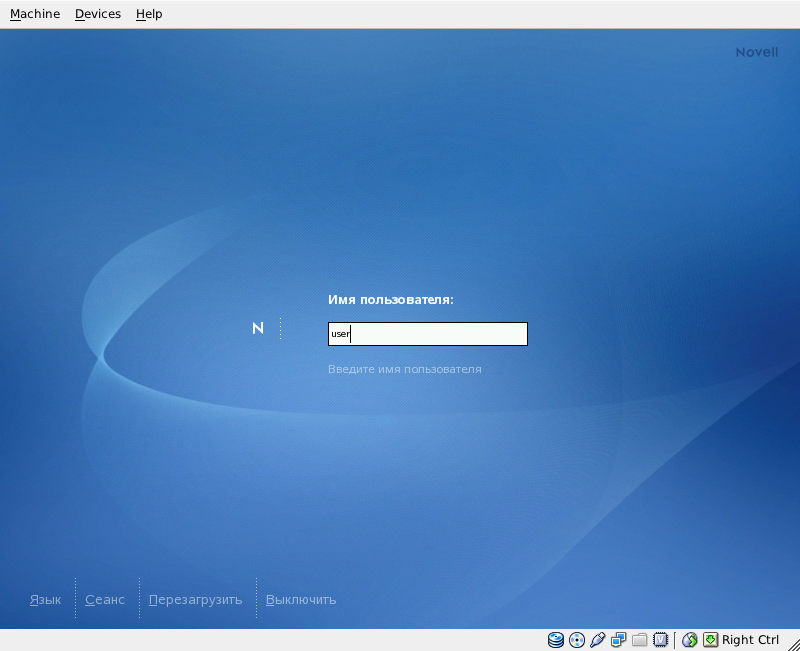 Machine Devices Help
Novell
Имя пользователя:
N
user
Введите имя пользователя
Язык Сеанс Перезагрузить Выключить
Right Ctrl